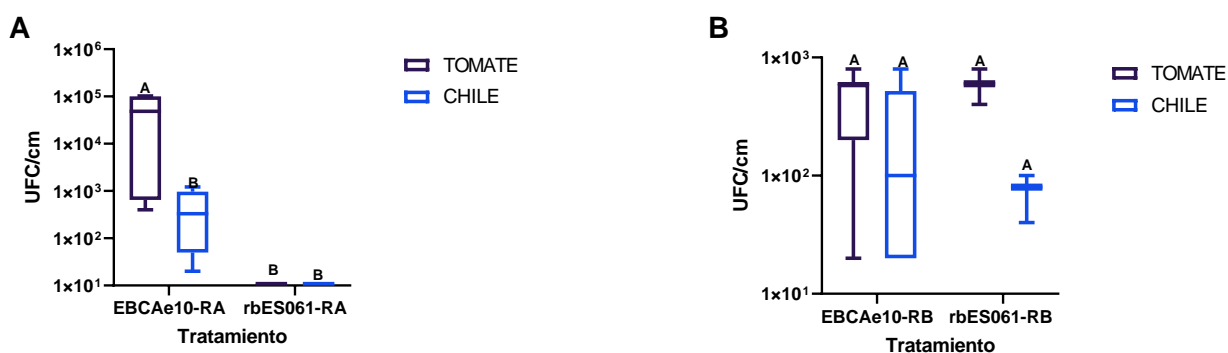 A
UFC/cm
1×10⁶
1×10⁵
1×10⁴
1×10³
1×10²
1×10¹
A
B
B
B
EBCAe10-RA
rbES061-RA
Tratamiento
TOMATE
CHILE
B
UFC/cm
1×10³
1×10²
1×10¹
A
A
A
A
EBCAe10-RB
rbES061-RB
Tratamiento
TOMATE
CHILE